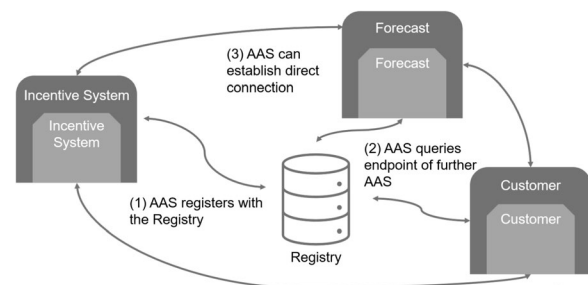 Forecast
Forecast
(3) AAS can
establish direct
connection
Incentive System
Incentive
System
(2) AAS queries
endpoint of further
AAS
(1) AAS registers with
the Registry
Customer
Customer
Registry